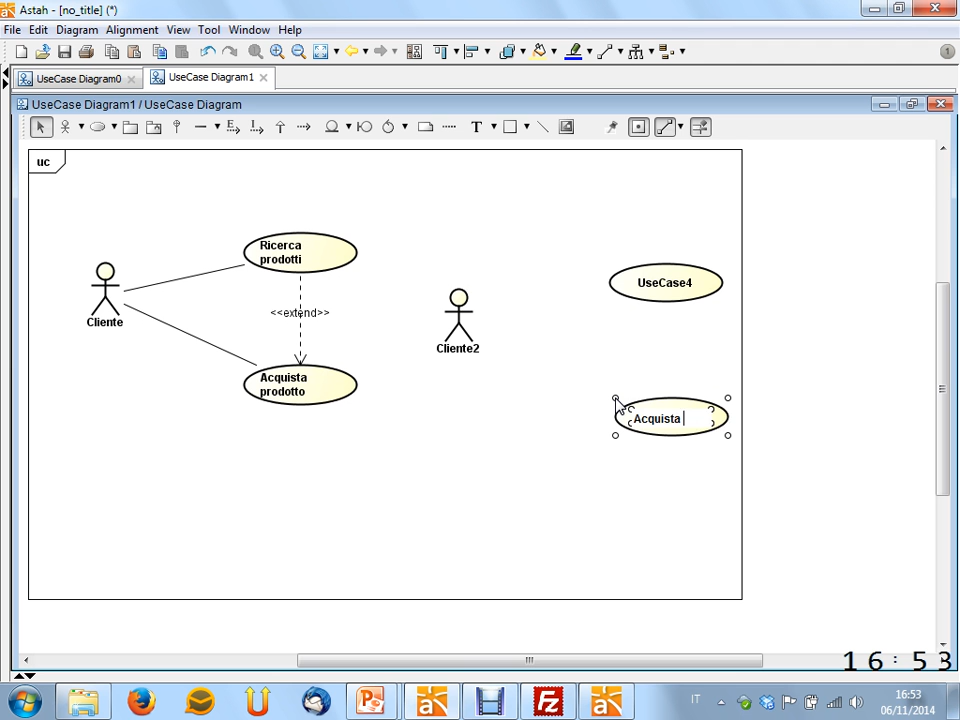 Astah - [no_title] (*)
File Edit Diagram Alignment View Tool Window Help
1
UseCase Diagram0
UseCase Diagram1
UseCase Diagram1 / UseCase Diagram
T
uc
Ricerca
prodotti
Cliente
<<extend>>
Acquista
prodotto
Cliente2
UseCase4
Acquista
16:53
IT
16:53
06/11/2014